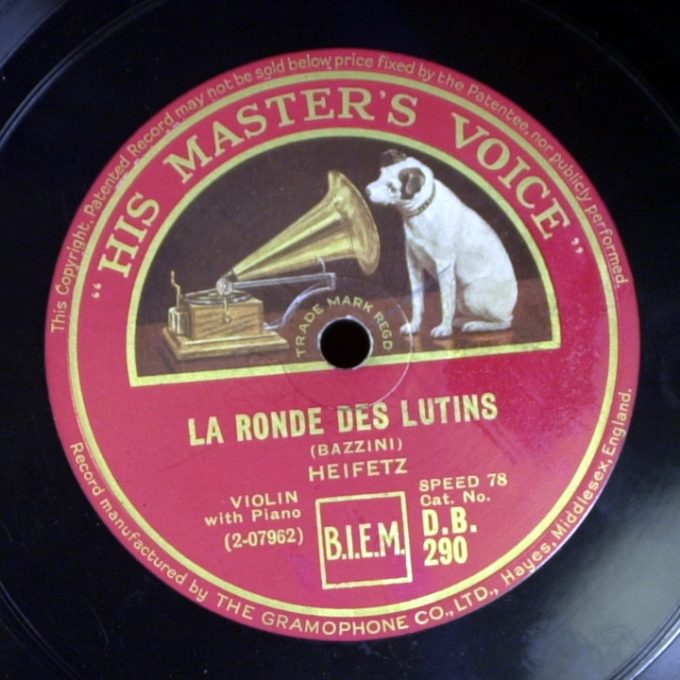 This Copyright. Patented Record may not be sold below price fixed by the Patentee, nor publicly performed.
"HIS MASTER'S VOICE"
TRADE MARK REGD
LA RONDE DES LUTINS
(BAZZINI)
HEIFETZ
VIOLIN
with Piano
(2-07962)
B.I.E.M.
SPEED 78
Cat. No.
D.B.
290
Record manufactured by THE GRAMOPHONE CO., LTD., Hayes, Middlesex, England.